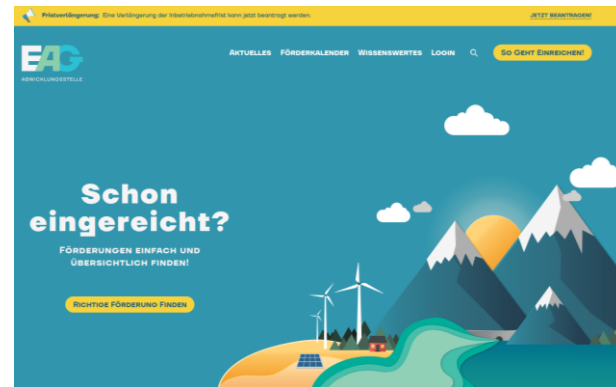 Fristverlängerung: Eine Verlängerung der Inbetriebnahmefrist kann jetzt beantragt werden.
JETZT BEANTRAGEN!
EAG
ABWICKLUNGSSTELLE
AKTUELLES FÖRDERKALENDER WISSENSWERTES LOGIN
SO GEHT EINREICHEN!
Schon
eingereicht?
FÖRDERUNGEN EINFACH UND
ÜBERSICHTLICH FINDEN!
RICHTIGE FÖRDERUNG FINDEN